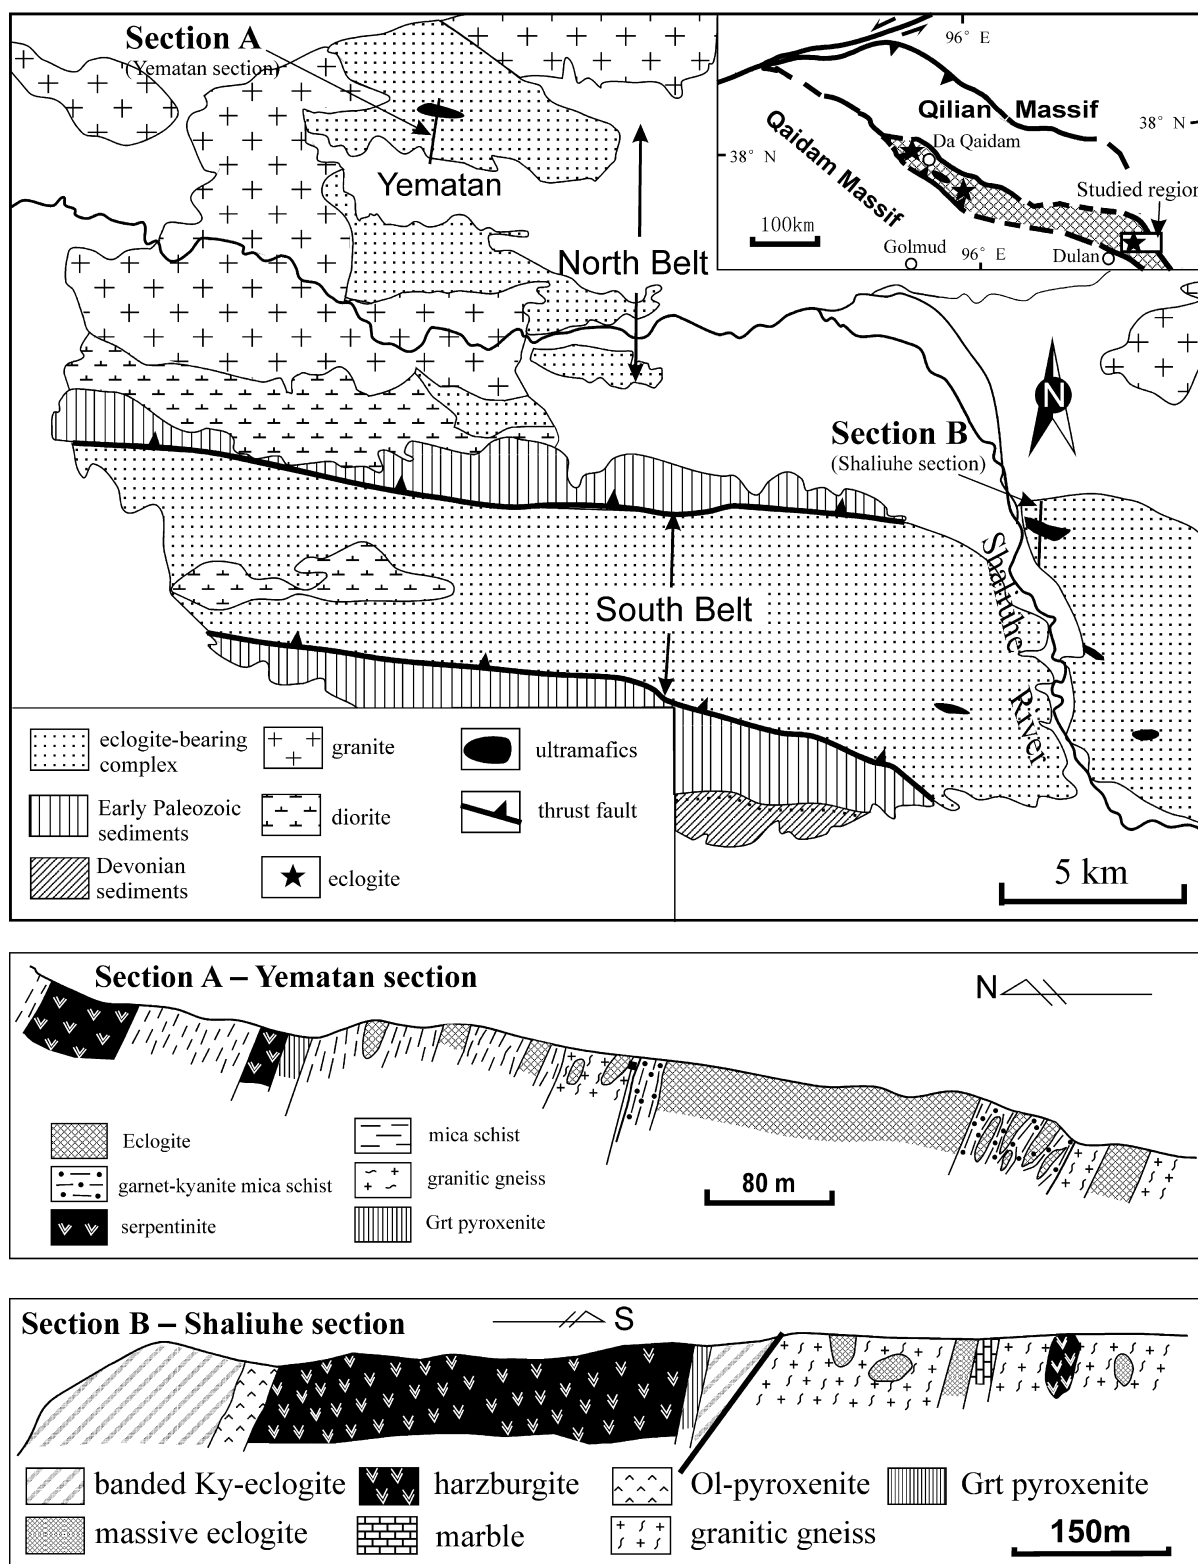 Section A
(Yematan section)
Yematan
North Belt
96° E
Qilian Massif
38° N
Da Qaidam
38° N
Qaidam Massif
Studied region
100km
Golmud
96° E
Dulan
N
Section B
(Shaliuhe section)
Shaliuhe River
South Belt
eclogite-bearing
complex
granite
ultramafics
Early Paleozoic
sediments
diorite
thrust fault
Devonian
sediments
eclogite
5 km
Section A – Yematan section
N
Eclogite
mica schist
garnet-kyanite mica schist
granitic gneiss
serpentinite
Grt pyroxenite
80 m
Section B – Shaliuhe section
S
banded Ky-eclogite
harzburgite
Ol-pyroxenite
Grt pyroxenite
massive eclogite
marble
granitic gneiss
150m